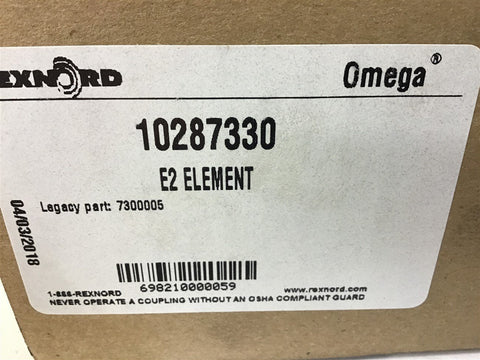 REXNORD Omega®
10287330
E2 ELEMENT
Legacy part: 7300005
04/03/2018
698210000059
1-866-REXNORD www.rexnord.com
NEVER OPERATE A COUPLING WITHOUT AN OSHA COMPLIANT GUARD